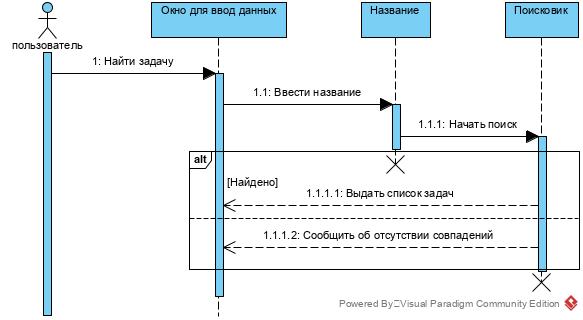 Окно для ввод данных
Название
Поисковик
пользователь
1: Найти задачу
1.1: Ввести название
1.1.1: Начать поиск
alt
[Найдено]
1.1.1.1: Выдать список задач
1.1.1.2: Сообщить об отсутствии совпадений
Powered By Visual Paradigm Community Edition